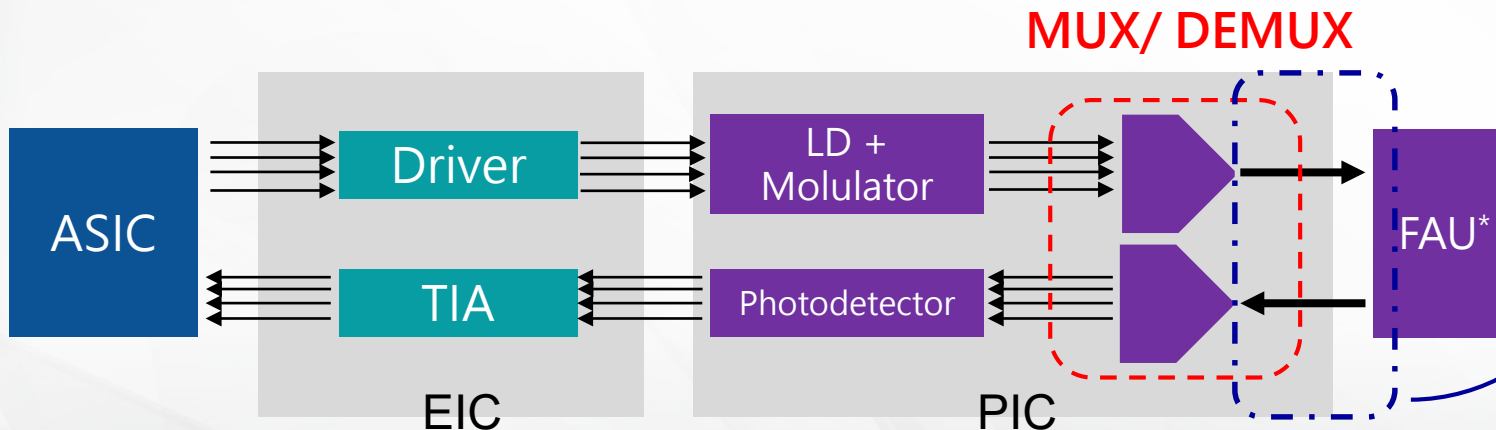 MUX/ DEMUX
ASIC
Driver
LD +
Molulator
FAU*
TIA
Photodetector
EIC
PIC